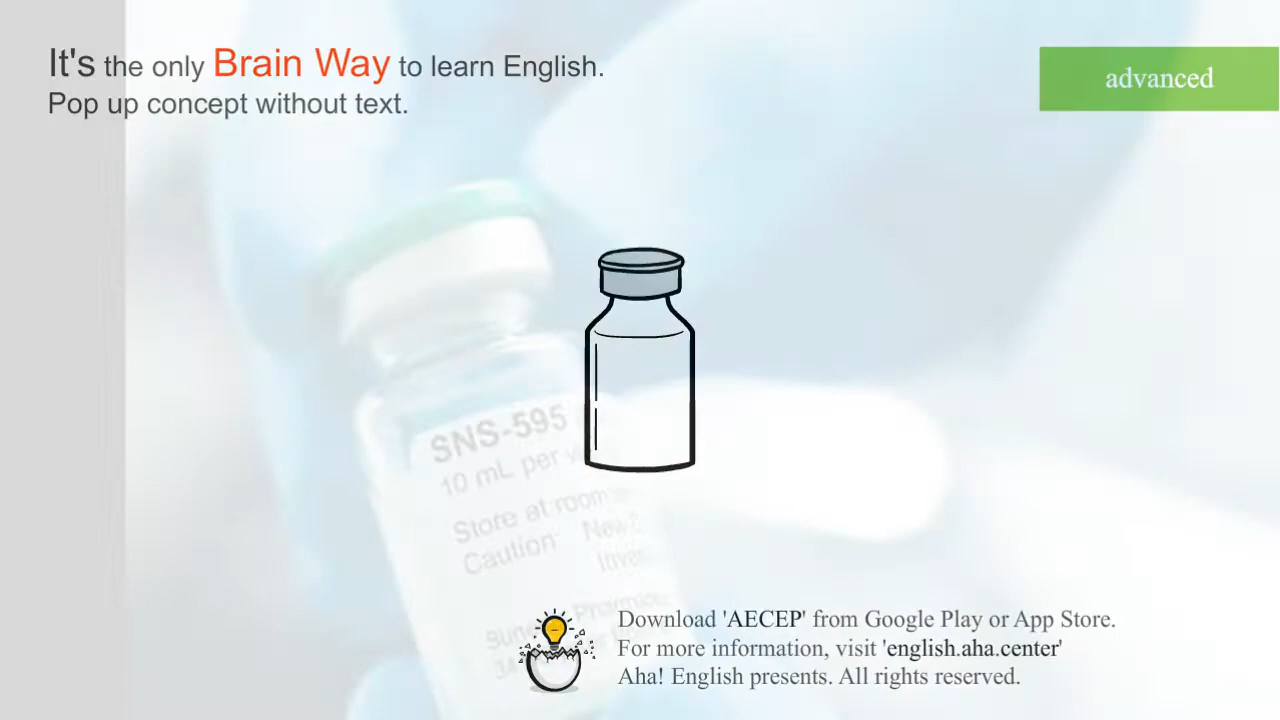 It's the only Brain Way to learn English.
Pop up concept without text.
advanced
SNS-595
10 mL per
Store at room
Caution
Download 'AECEP' from Google Play or App Store.
For more information, visit 'english.aha.center'
Aha! English presents. All rights reserved.